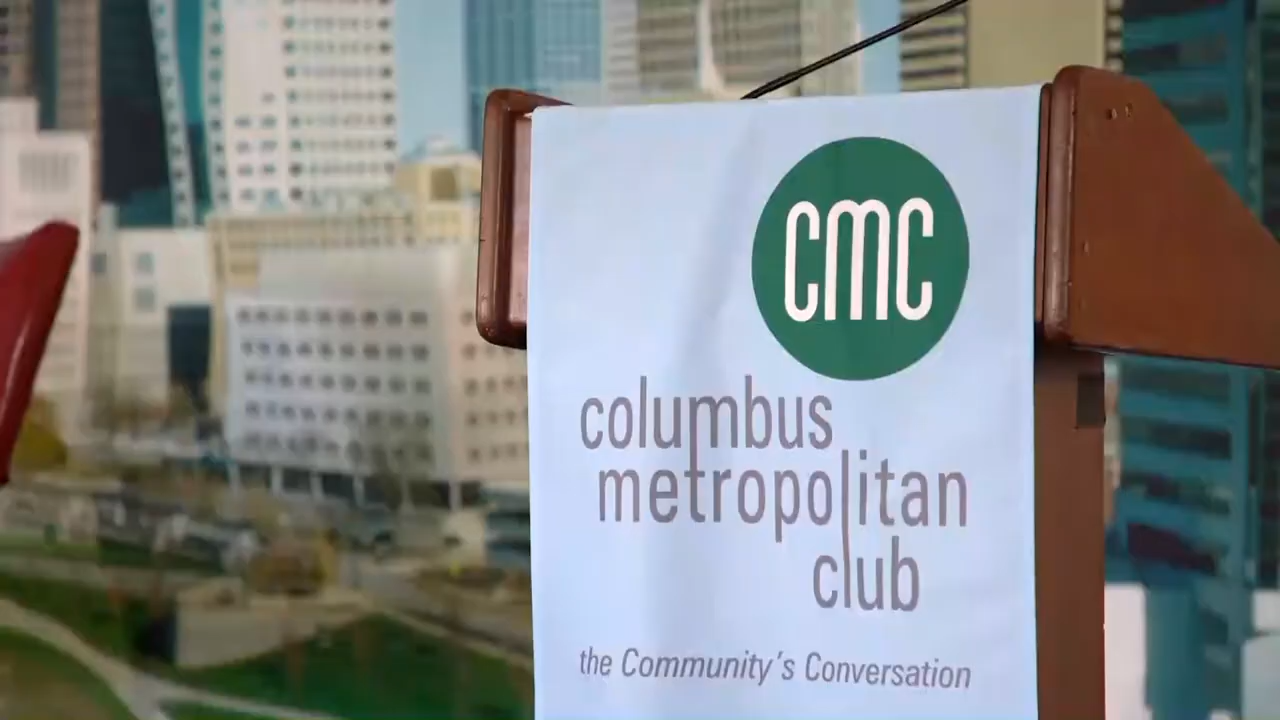 CMC
columbus
metropolitan
club
the Community's Conversation